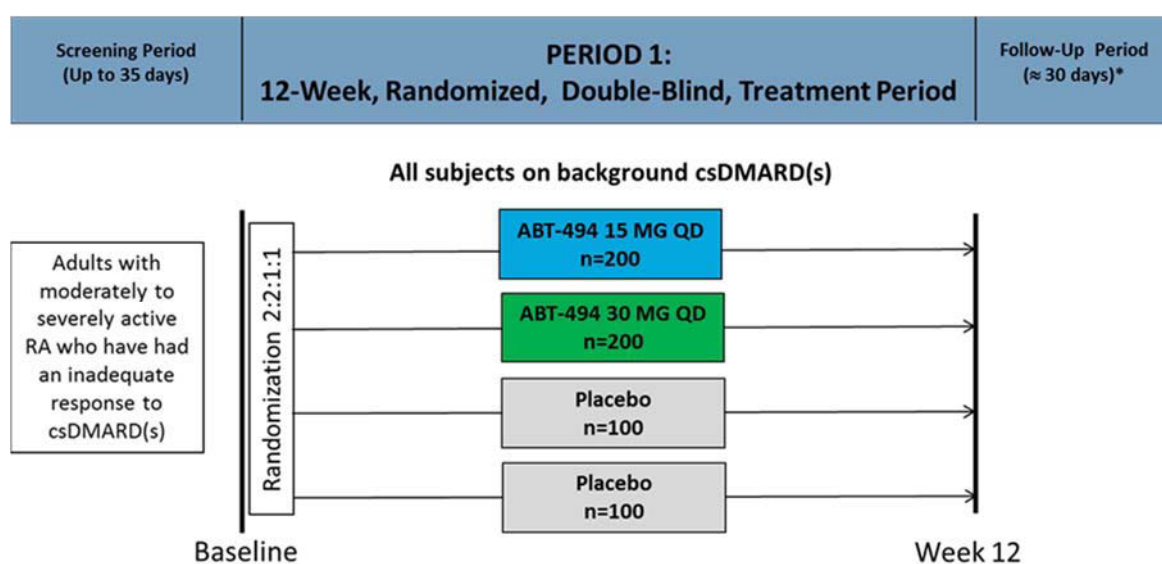 Screening Period
(Up to 35 days)
PERIOD 1:
12-Week, Randomized, Double-Blind, Treatment Period
Follow-Up Period
(≈ 30 days)*
All subjects on background csDMARD(s)
Adults with
moderately to
severely active
RA who have had
an inadequate
response to
csDMARD(s)
Randomization 2:2:1:1
ABT-494 15 MG QD
n=200
ABT-494 30 MG QD
n=200
Placebo
n=100
Placebo
n=100
Baseline
Week 12